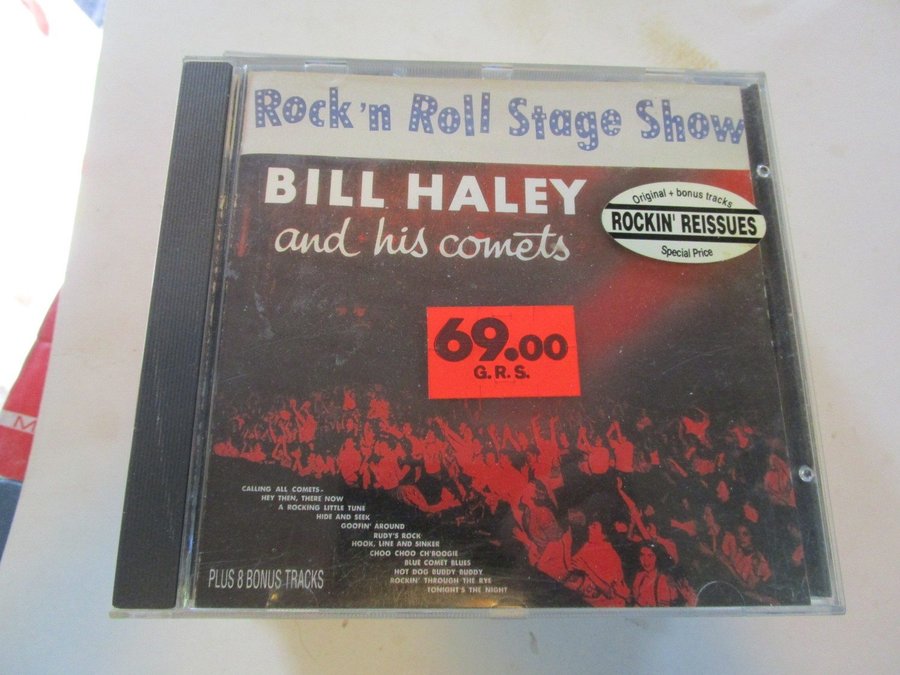 Rock 'n Roll Stage Show
BILL HALEY
and his comets
Original + bonus tracks
ROCKIN' REISSUES
Special Price
69.00
G.R.S.
CALLING ALL COMETS -
HEY THEN, THERE NOW
A ROCKING LITTLE TUNE
HIDE AND SEEK
GOOFIN' AROUND
RUDY'S ROCK
HOOK, LINE AND SINKER
CHOO CHOO CH'BOOGIE
BLUE COMET BLUES
HOT DOG BUDDY BUDDY
ROCKIN' THROUGH THE RYE
TONIGHT'S THE NIGHT
PLUS 8 BONUS TRACKS
M